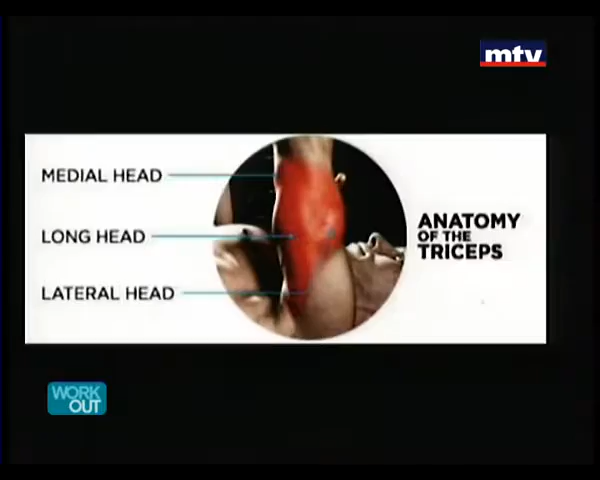 mtv
MEDIAL HEAD
LONG HEAD
LATERAL HEAD
ANATOMY
OF THE
TRICEPS
WORK
OUT